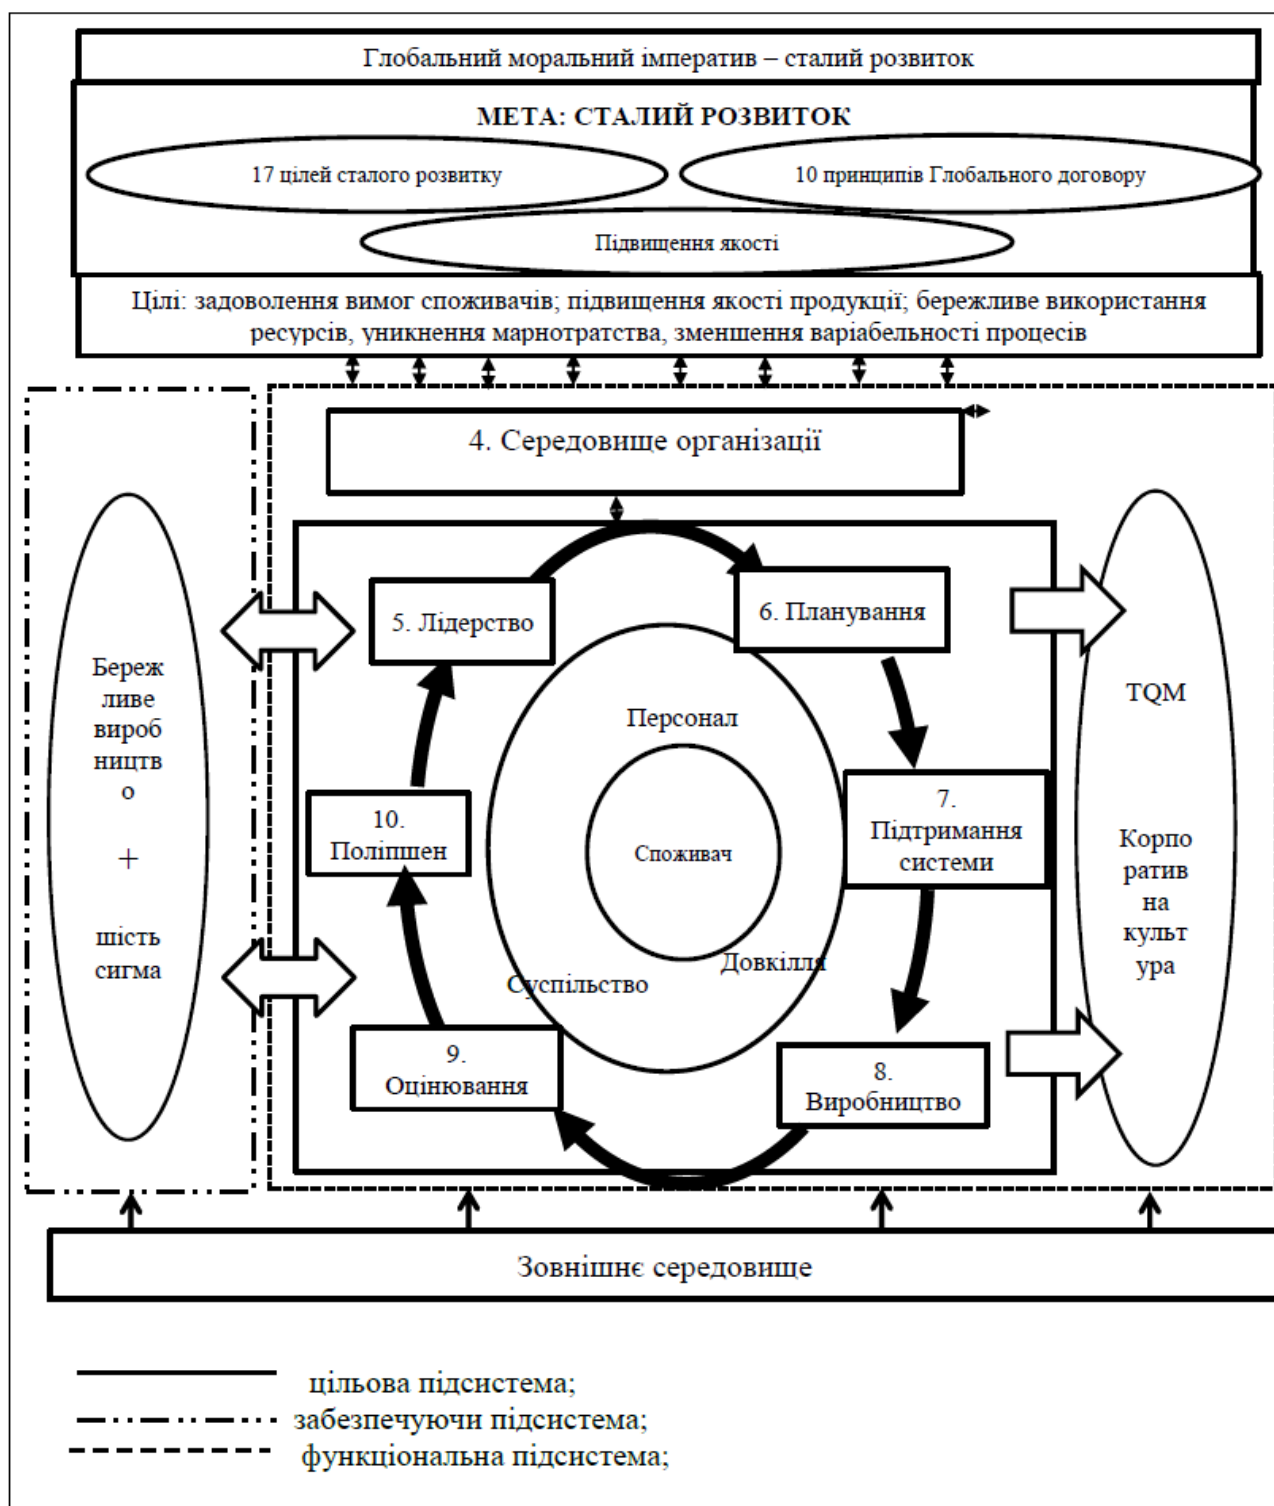 Глобальний моральний імператив – сталий розвиток
МЕТА: СТАЛИЙ РОЗВИТОК
17 цілей сталого розвитку
10 принципів Глобального договору
Підвищення якості
Цілі: задоволення вимог споживачів; підвищення якості продукції; бережливе використання
ресурсів, уникнення марнотратства, зменшення варіабельності процесів
4. Середовище організації
5. Лідерство
6. Планування
7.
Підтримання
системи
8.
Виробництво
9.
Оцінювання
10.
Поліпшен
Персонал
Споживач
Довкілля
Суспільство
Береж
ливе
вироб
ництв
о
+
шість
сигма
TQM
Корпо
ратив
на
культ
ура
Зовнішнє середовище
цільова підсистема;
забезпечуючи підсистема;
функціональна підсистема;